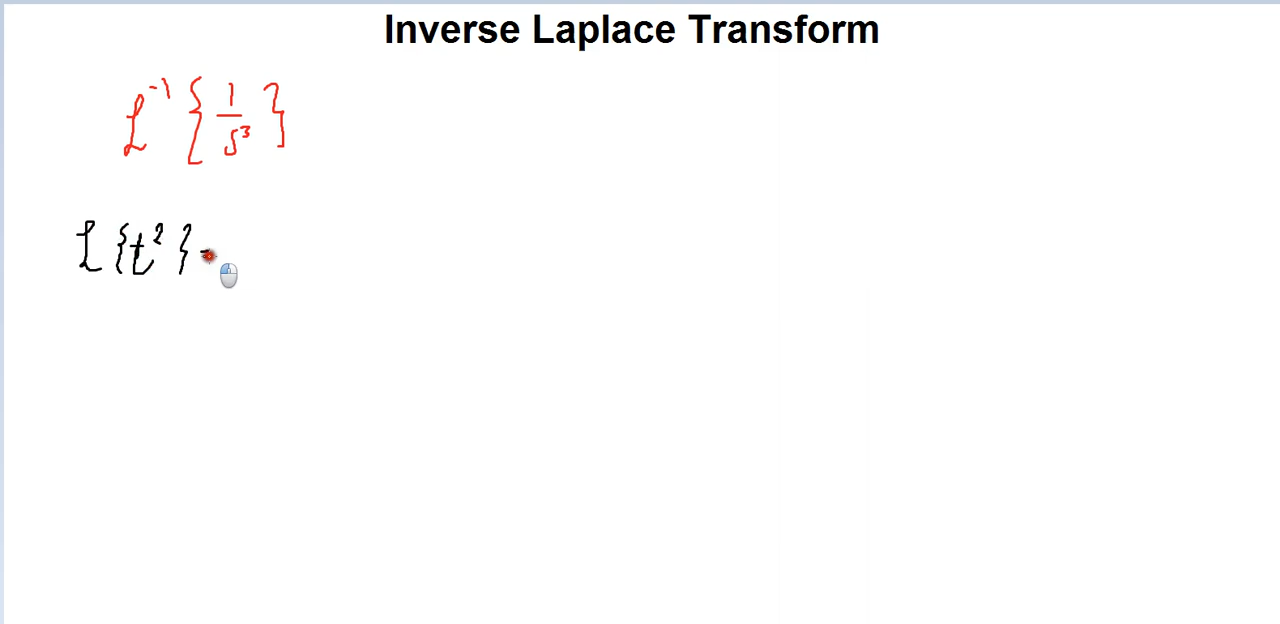 Inverse Laplace Transform
ℒ⁻¹ { 1/s³ }
ℒ {t²} =